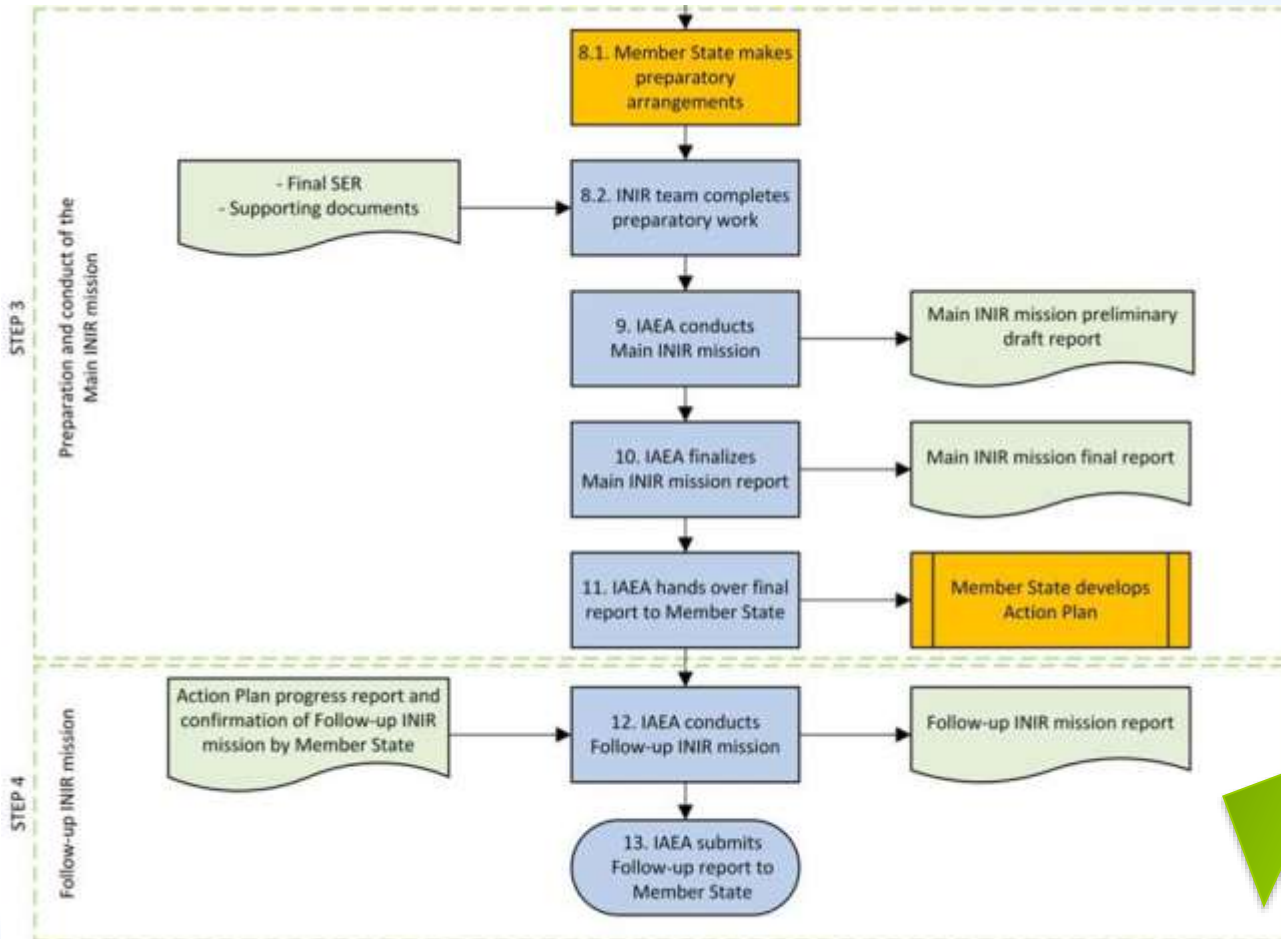 STEP 3
Preparation and conduct of the
Main INIR mission
8.1. Member State makes
preparatory
arrangements
- Final SER
- Supporting documents
8.2. INIR team completes
preparatory work
9. IAEA conducts
Main INIR mission
Main INIR mission preliminary
draft report
10. IAEA finalizes
Main INIR mission report
Main INIR mission final report
11. IAEA hands over final
report to Member State
Member State develops
Action Plan
STEP 4
Follow-up INIR mission
Action Plan progress report and
confirmation of Follow-up INIR
mission by Member State
12. IAEA conducts
Follow-up INIR mission
Follow-up INIR mission report
13. IAEA submits
Follow-up report to
Member State